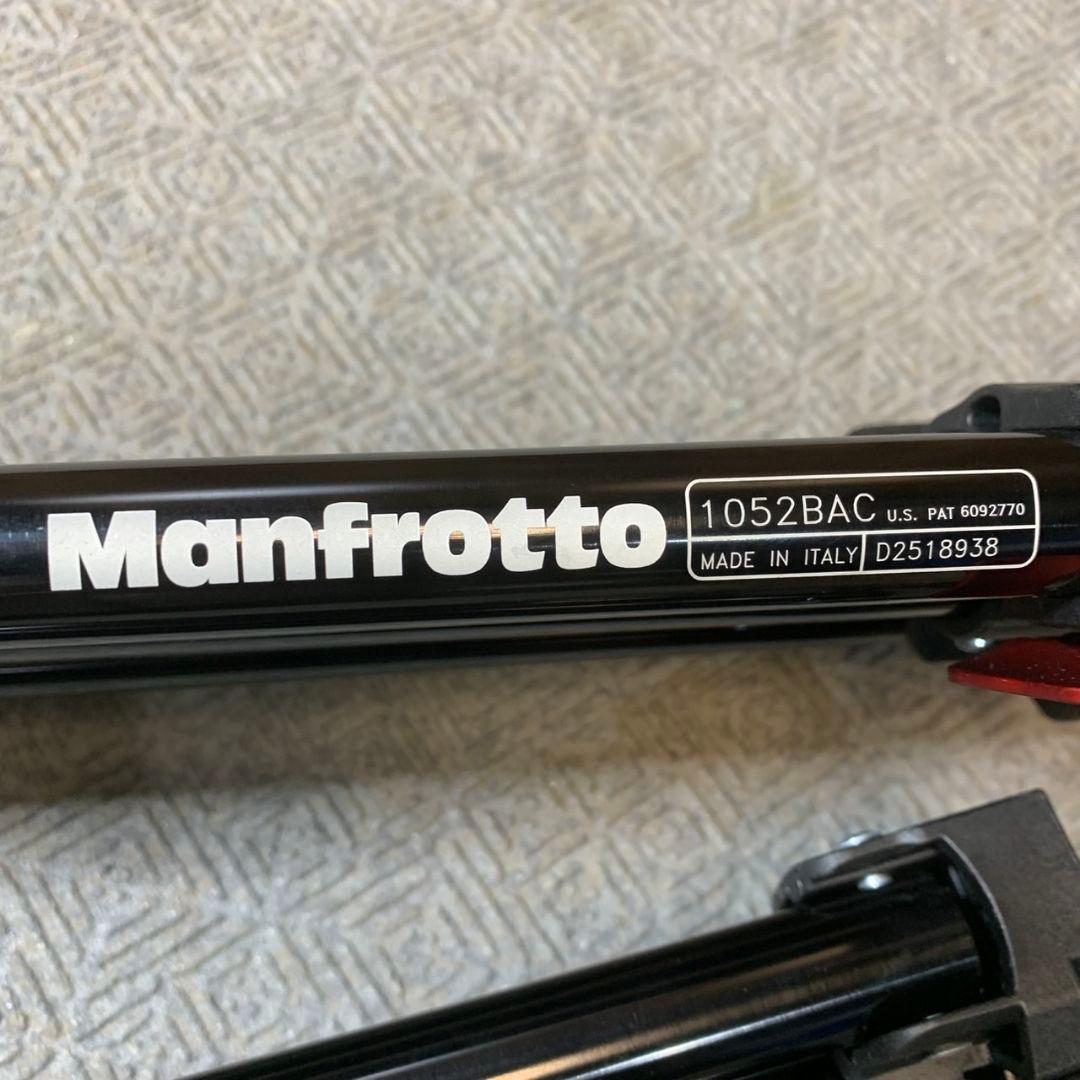 Manfrotto
1052BAC U.S. PAT 6092770
MADE IN ITALY D2518938